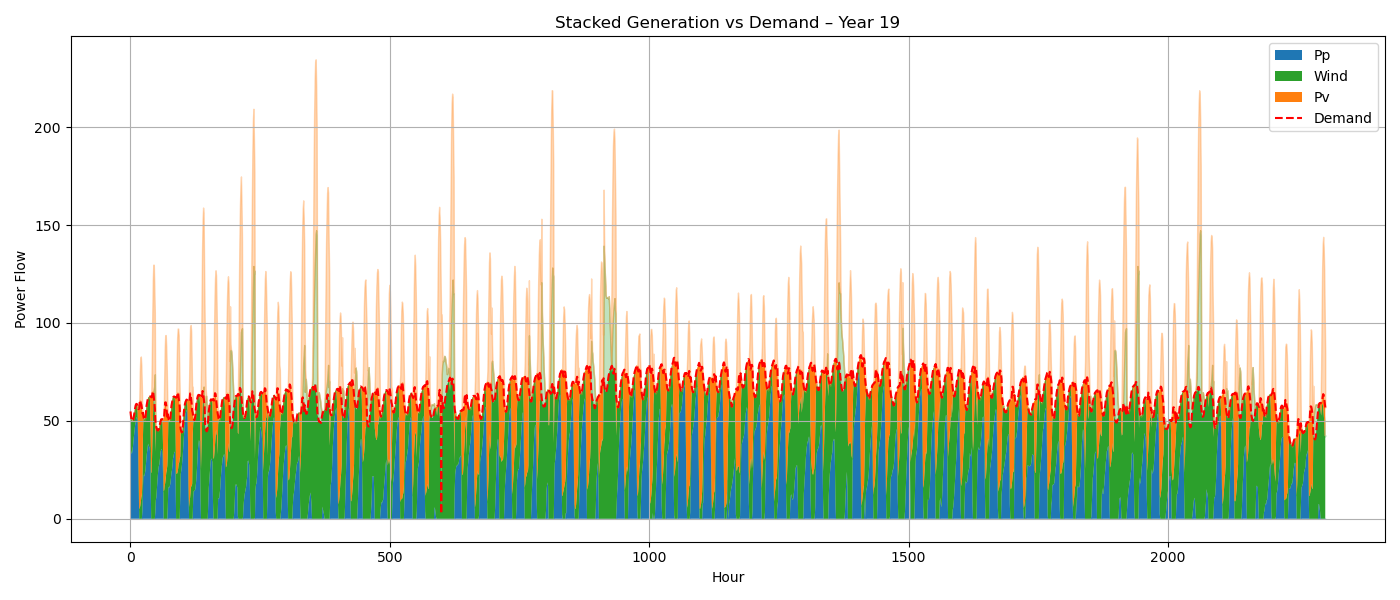 Stacked Generation vs Demand – Year 19
Pp
Wind
Pv
Demand
Power Flow
200
150
100
50
0
0 500 1000 1500 2000
Hour